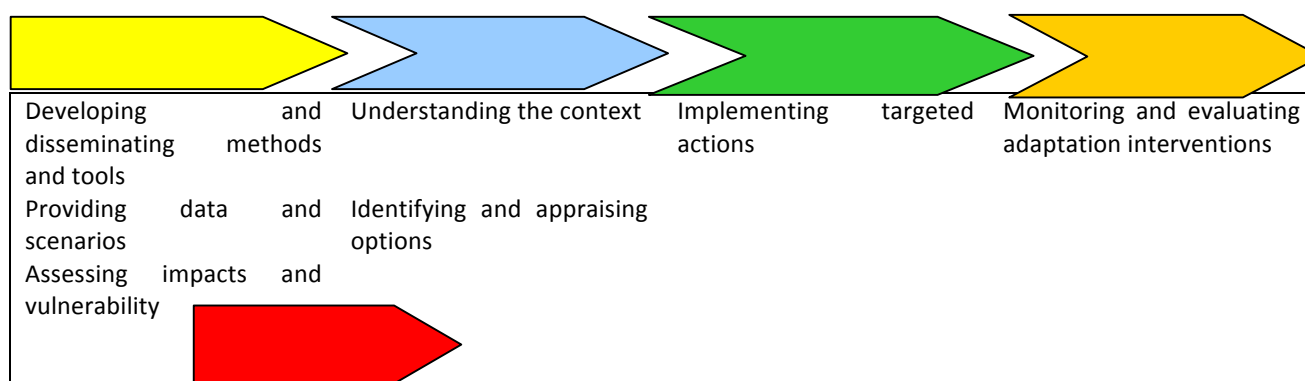 Developing and
disseminating methods
and tools
Providing data and
scenarios
Assessing impacts and
vulnerability
Understanding the context
Identifying and appraising
options
Implementing targeted
actions
Monitoring and evaluating
adaptation interventions